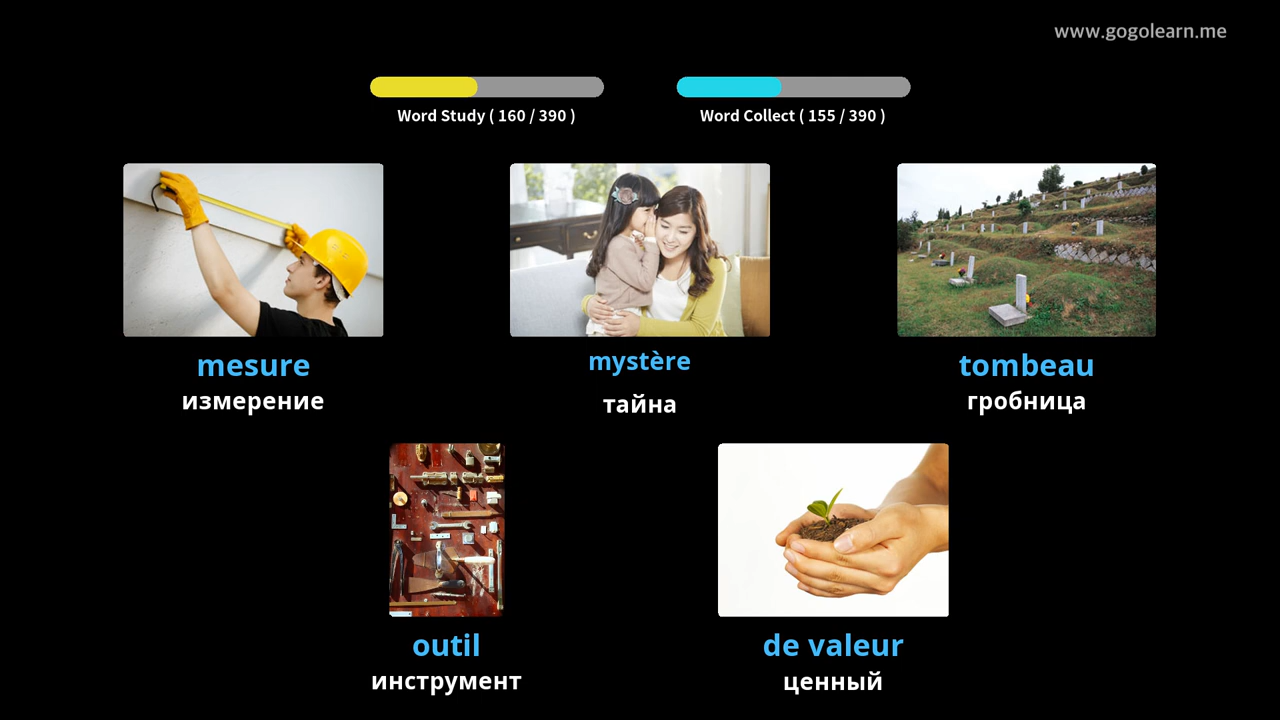 www.gogolearn.me
Word Study ( 160 / 390 )
Word Collect ( 155 / 390 )
mesure
измерение
mystère
тайна
tombeau
гробница
outil
инструмент
de valeur
ценный